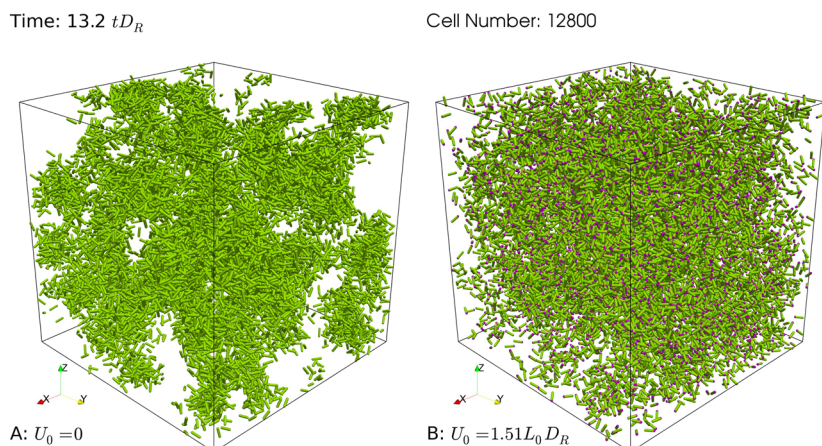 Time: 13.2 tD_R
Cell Number: 12800
Z
X
Y
Z
X
Y
A: U_0 =0
B: U_0 =1.51L_0 D_R